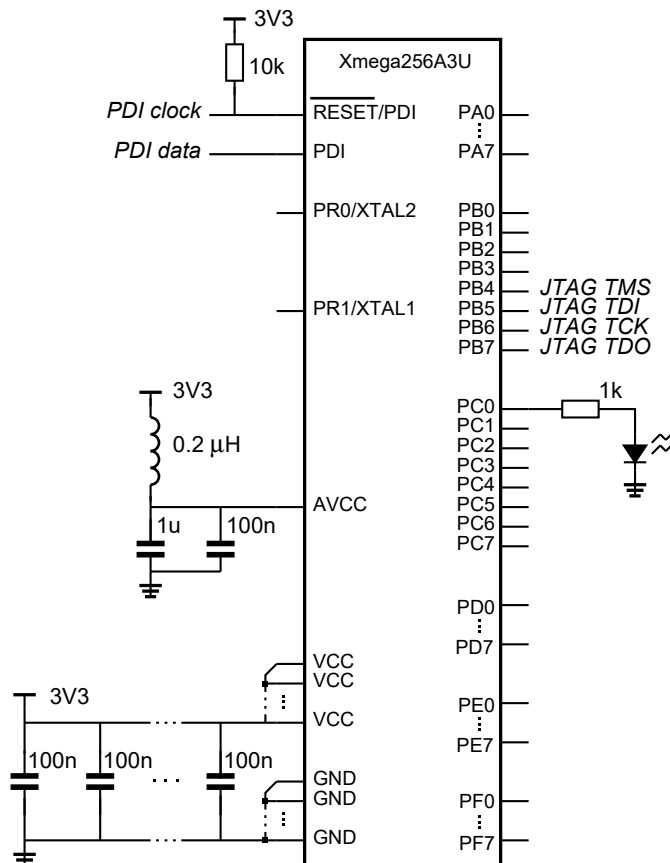 3V3
10k
Xmega256A3U
PDI clock
RESET/PDI
PA0
PDI data
PDI
PA7
PR0/XTAL2
PB0
PB1
PB2
PB3
PB4
JTAG TMS
PR1/XTAL1
PB5
JTAG TDI
PB6
JTAG TCK
PB7
JTAG TDO
3V3
0.2 µH
PC0
1k
PC1
PC2
PC3
PC4
AVCC
PC5
1u
100n
PC6
PC7
PD0
PD7
VCC
VCC
3V3
VCC
PE0
PE7
100n
100n
100n
GND
GND
PF0
GND
PF7